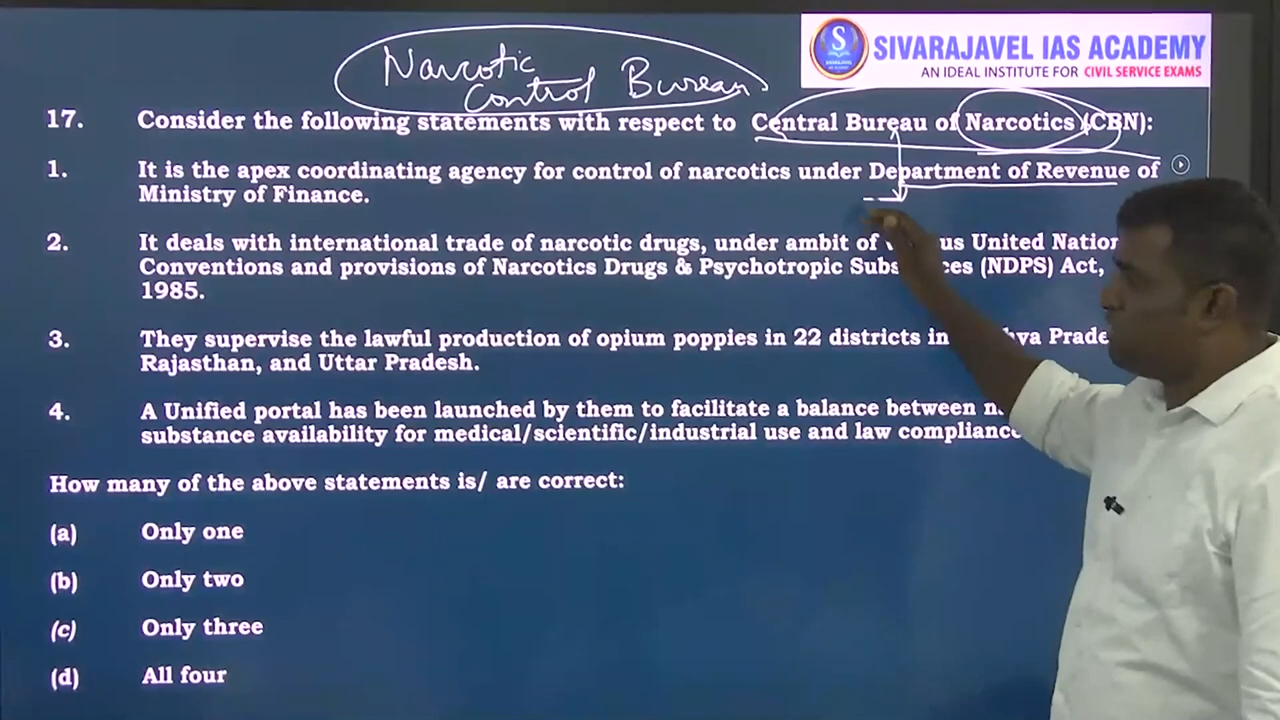 Narcotic
Control Bureau
S
SIVARAJAVEL IAS ACADEMY
AN IDEAL INSTITUTE FOR CIVIL SERVICE EXAMS
17. Consider the following statements with respect to Central Bureau of Narcotics (CBN):
1. It is the apex coordinating agency for control of narcotics under Department of Revenue of
Ministry of Finance.
2. It deals with international trade of narcotic drugs, under ambit of United Nation
Conventions and provisions of Narcotics Drugs & Psychotropic (NDPS) Act,
1985.
3. They supervise the lawful production of opium poppies in 22 districts in
Rajasthan, and Uttar Pradesh.
4. A Unified portal has been launched by them to facilitate a balance between
substance availability for medical/scientific/industrial use and law compliance
How many of the above statements is/ are correct:
(a) Only one
(b) Only two
(c) Only three
(d) All four